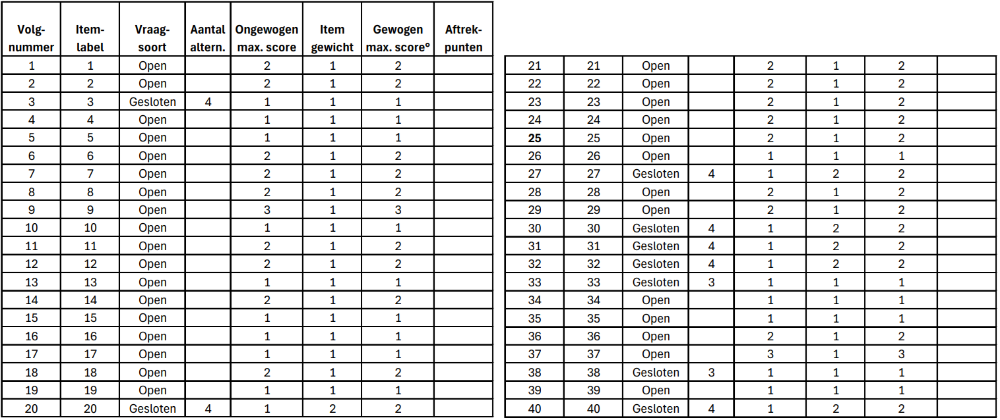 Volg- Item- Vraag- Aantal Ongewogen Item Gewogen Aftrek-
nummer label soort altern. max. score gewicht max. score° punten
1 1 Open 2 1 2
2 2 Open 2 1 2
3 3 Gesloten 4 1 1 1
4 4 Open 1 1 1
5 5 Open 1 1 1
6 6 Open 2 1 2
7 7 Open 2 1 2
8 8 Open 2 1 2
9 9 Open 3 1 3
10 10 Open 1 1 1
11 11 Open 2 1 2
12 12 Open 2 1 2
13 13 Open 1 1 1
14 14 Open 2 1 2
15 15 Open 1 1 1
16 16 Open 1 1 1
17 17 Open 1 1 1
18 18 Open 2 1 2
19 19 Open 1 1 1
20 20 Gesloten 4 1 2 2
21 21 Open 2 1 2
22 22 Open 2 1 2
23 23 Open 2 1 2
24 24 Open 2 1 2
25 25 Open 2 1 2
26 26 Open 1 1 1
27 27 Gesloten 4 1 2 2
28 28 Open 2 1 2
29 29 Open 2 1 2
30 30 Gesloten 4 1 2 2
31 31 Gesloten 4 1 2 2
32 32 Gesloten 4 1 2 2
33 33 Gesloten 3 1 1 1
34 34 Open 1 1 1
35 35 Open 1 1 1
36 36 Open 2 1 2
37 37 Open 3 1 3
38 38 Gesloten 3 1 1 1
39 39 Open 1 1 1
40 40 Gesloten 4 1 2 2